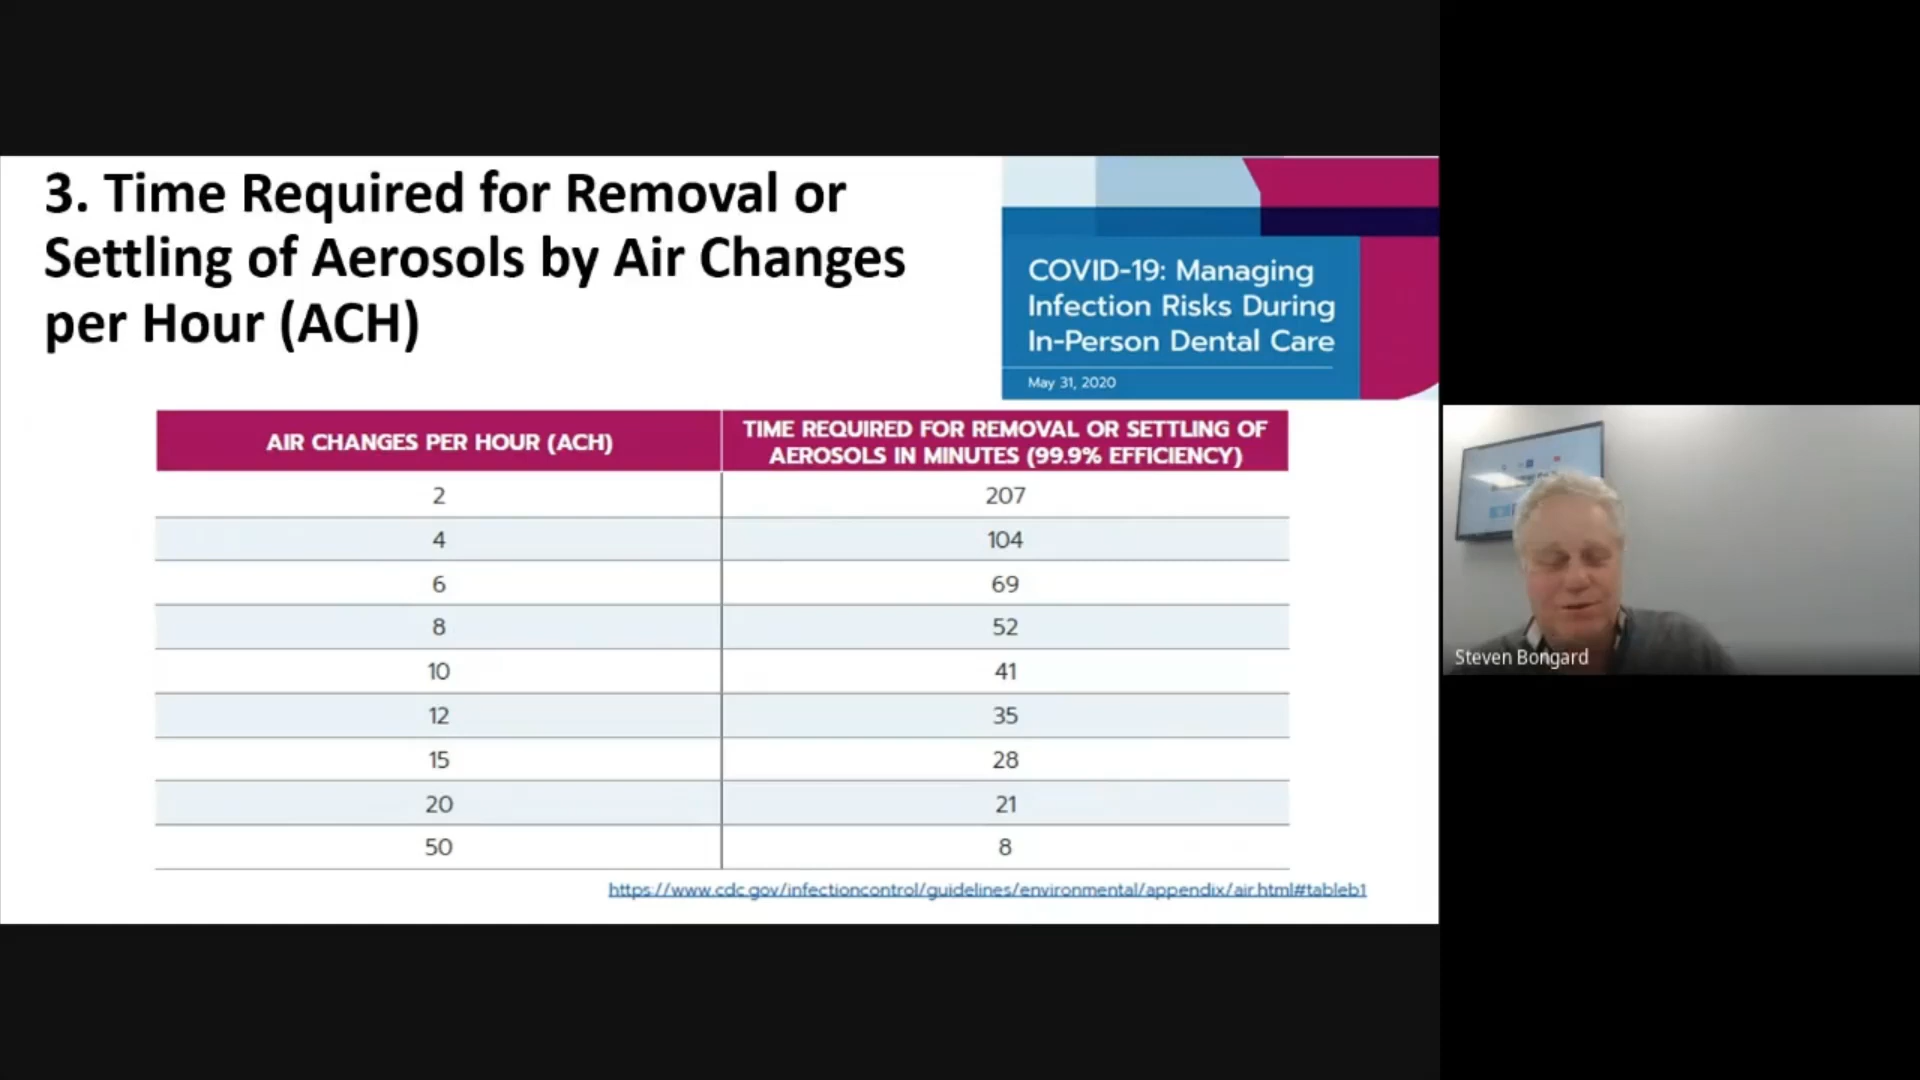 3. Time Required for Removal or
Settling of Aerosols by Air Changes
per Hour (ACH)
COVID-19: Managing
Infection Risks During
In-Person Dental Care
May 31, 2020
AIR CHANGES PER HOUR (ACH)
TIME REQUIRED FOR REMOVAL OR SETTLING OF
AEROSOLS IN MINUTES (99.9% EFFICIENCY)
2 207
4 104
6 69
8 52
10 41
12 35
15 28
20 21
50 8
https://www.cdc.gov/infectioncontrol/guidelines/environmental/appendix/air.html#tableb1
Steven Bongard